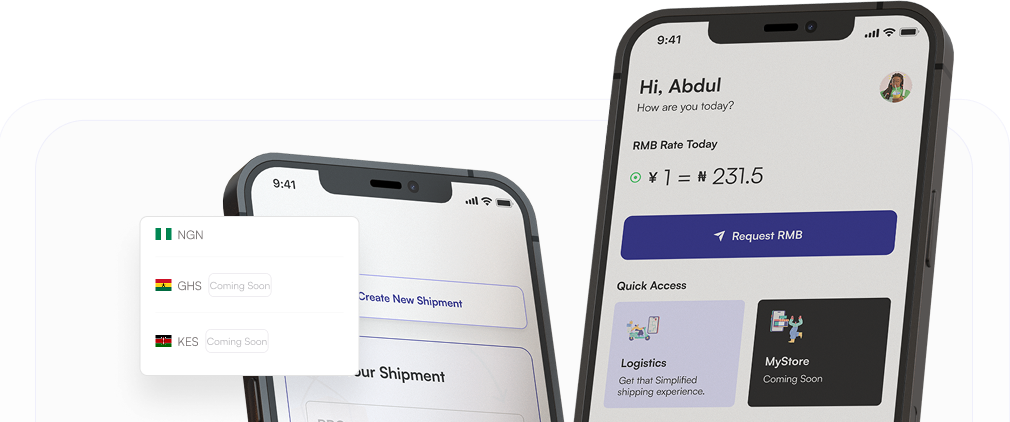 9:41
Hi, Abdul
How are you today?
RMB Rate Today
¥ 1 = ₦ 231.5
Request RMB
Quick Access
Logistics
Get that Simplified
shipping experience.
MyStore
Coming Soon
9:41
Create New Shipment
our Shipment
NGN
GHS Coming Soon
KES Coming Soon